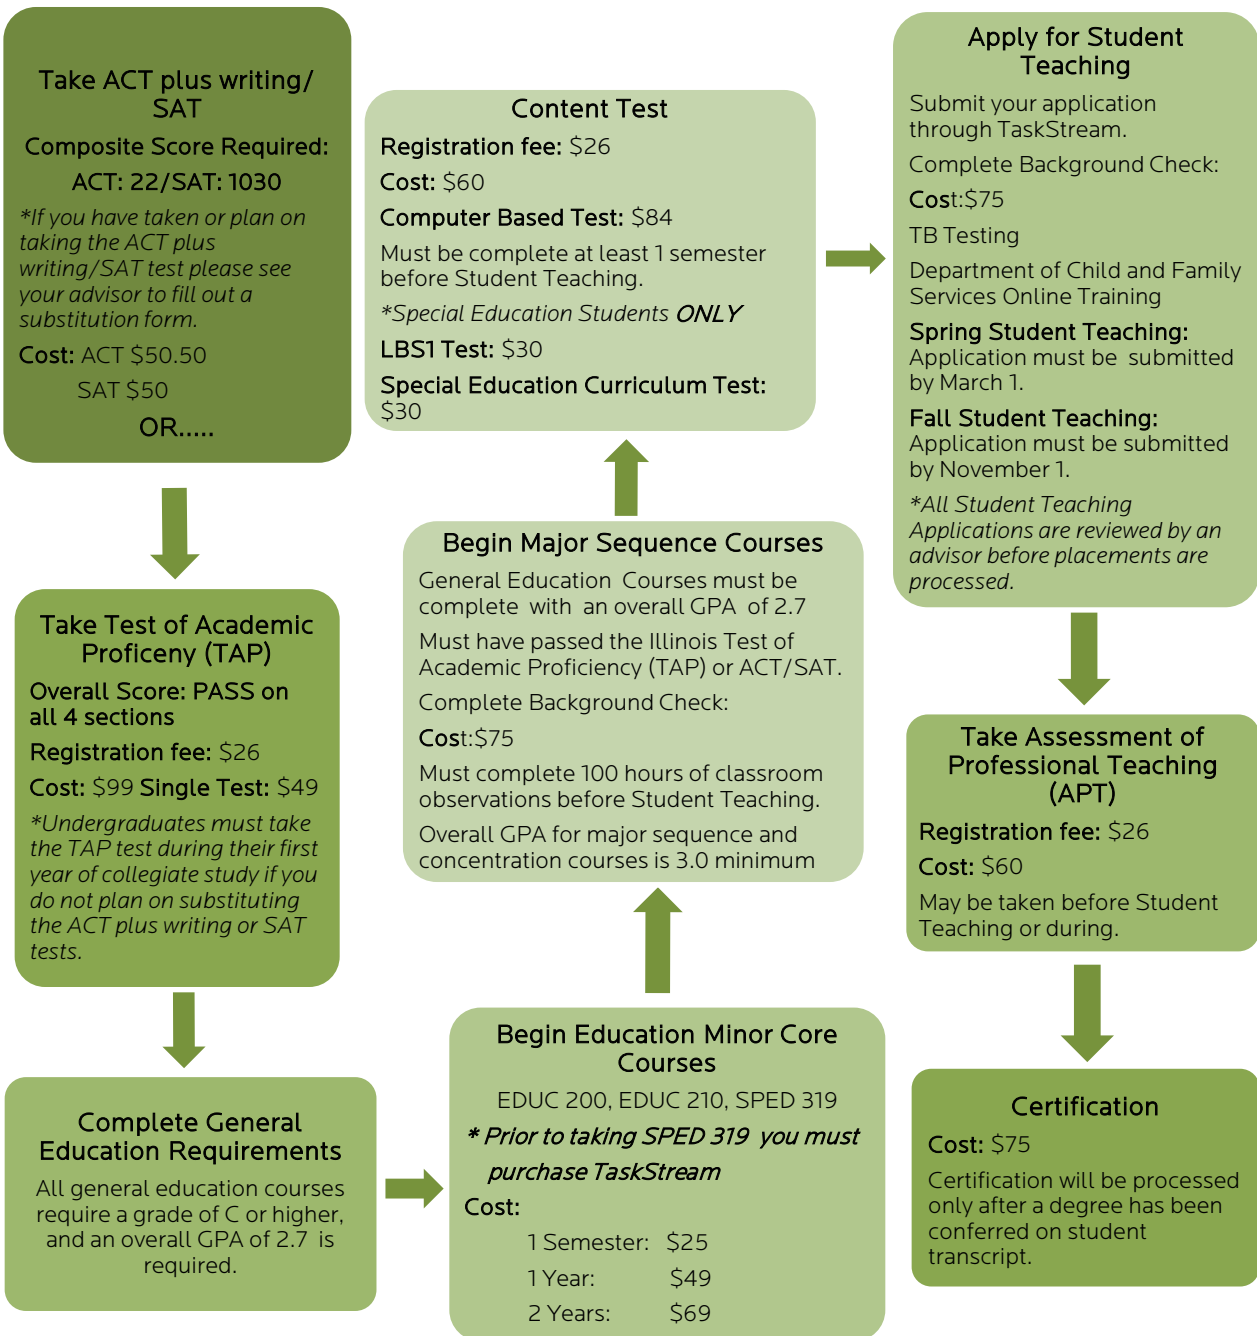 Take ACT plus writing/
SAT
Composite Score Required:
ACT: 22/SAT: 1030
*If you have taken or plan on
taking the ACT plus
writing/SAT test please see
your advisor to fill out a
substitution form.
Cost: ACT $50.50
SAT $50
OR.....
Take Test of Academic
Proficeny (TAP)
Overall Score: PASS on
all 4 sections
Registration fee: $26
Cost: $99 Single Test: $49
*Undergraduates must take
the TAP test during their first
year of collegiate study if you
do not plan on substituting
the ACT plus writing or SAT
tests.
Complete General
Education Requirements
All general education courses
require a grade of C or higher,
and an overall GPA of 2.7 is
required.
Begin Education Minor Core
Courses
EDUC 200, EDUC 210, SPED 319
* Prior to taking SPED 319 you must
purchase TaskStream
Cost:
1 Semester: $25
1 Year: $49
2 Years: $69
Begin Major Sequence Courses
General Education Courses must be
complete with an overall GPA of 2.7
Must have passed the Illinois Test of
Academic Proficiency (TAP) or ACT/SAT.
Complete Background Check:
Cost:$75
Must complete 100 hours of classroom
observations before Student Teaching.
Overall GPA for major sequence and
concentration courses is 3.0 minimum
Content Test
Registration fee: $26
Cost: $60
Computer Based Test: $84
Must be complete at least 1 semester
before Student Teaching.
*Special Education Students ONLY
LBS1 Test: $30
Special Education Curriculum Test:
$30
Apply for Student
Teaching
Submit your application
through TaskStream.
Complete Background Check:
Cost:$75
TB Testing
Department of Child and Family
Services Online Training
Spring Student Teaching:
Application must be submitted
by March 1.
Fall Student Teaching:
Application must be submitted
by November 1.
*All Student Teaching
Applications are reviewed by an
advisor before placements are
processed.
Take Assessment of
Professional Teaching
(APT)
Registration fee: $26
Cost: $60
May be taken before Student
Teaching or during.
Certification
Cost: $75
Certification will be processed
only after a degree has been
conferred on student
transcript.